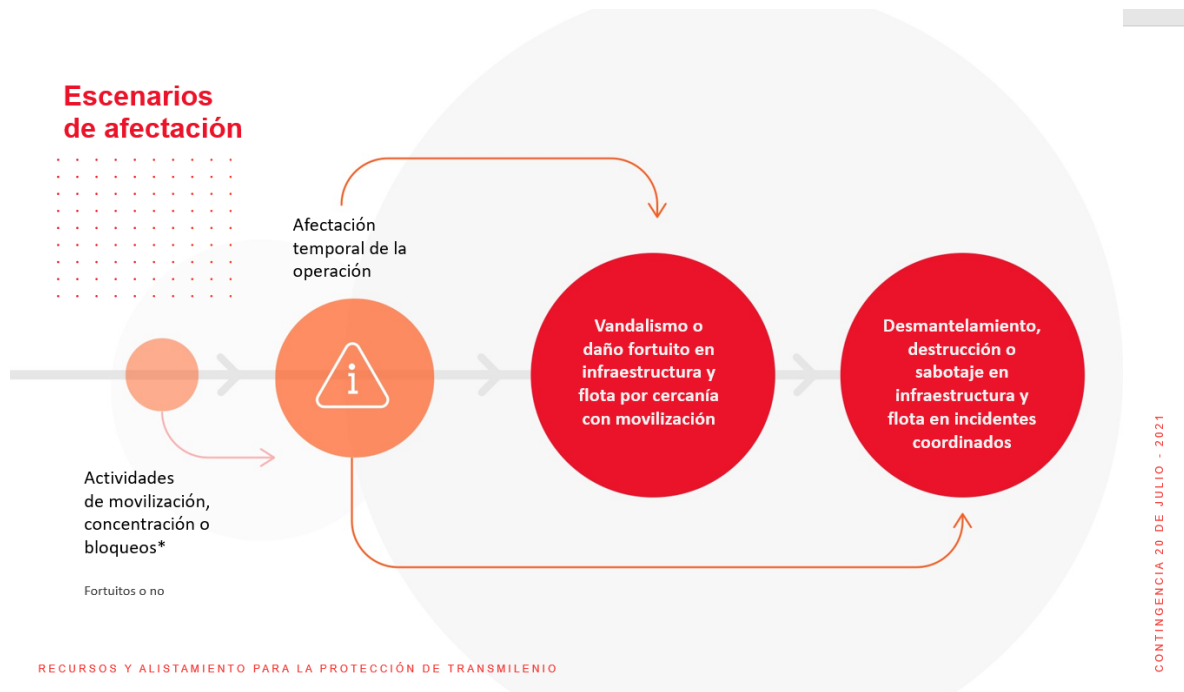 Escenarios
de afectación
Afectación
temporal de la
operación
Actividades
de movilización,
concentración o
bloqueos*
Fortuitos o no
i
Vandalismo o
daño fortuito en
infraestructura y
flota por cercanía
con movilización
Desmantelamiento,
destrucción o
sabotaje en
infraestructura y
flota en incidentes
coordinados
RECURSOS Y ALISTAMIENTO PARA LA PROTECCIÓN DE TRANSMILENIO
CONTINGENCIA 20 DE JULIO - 2021